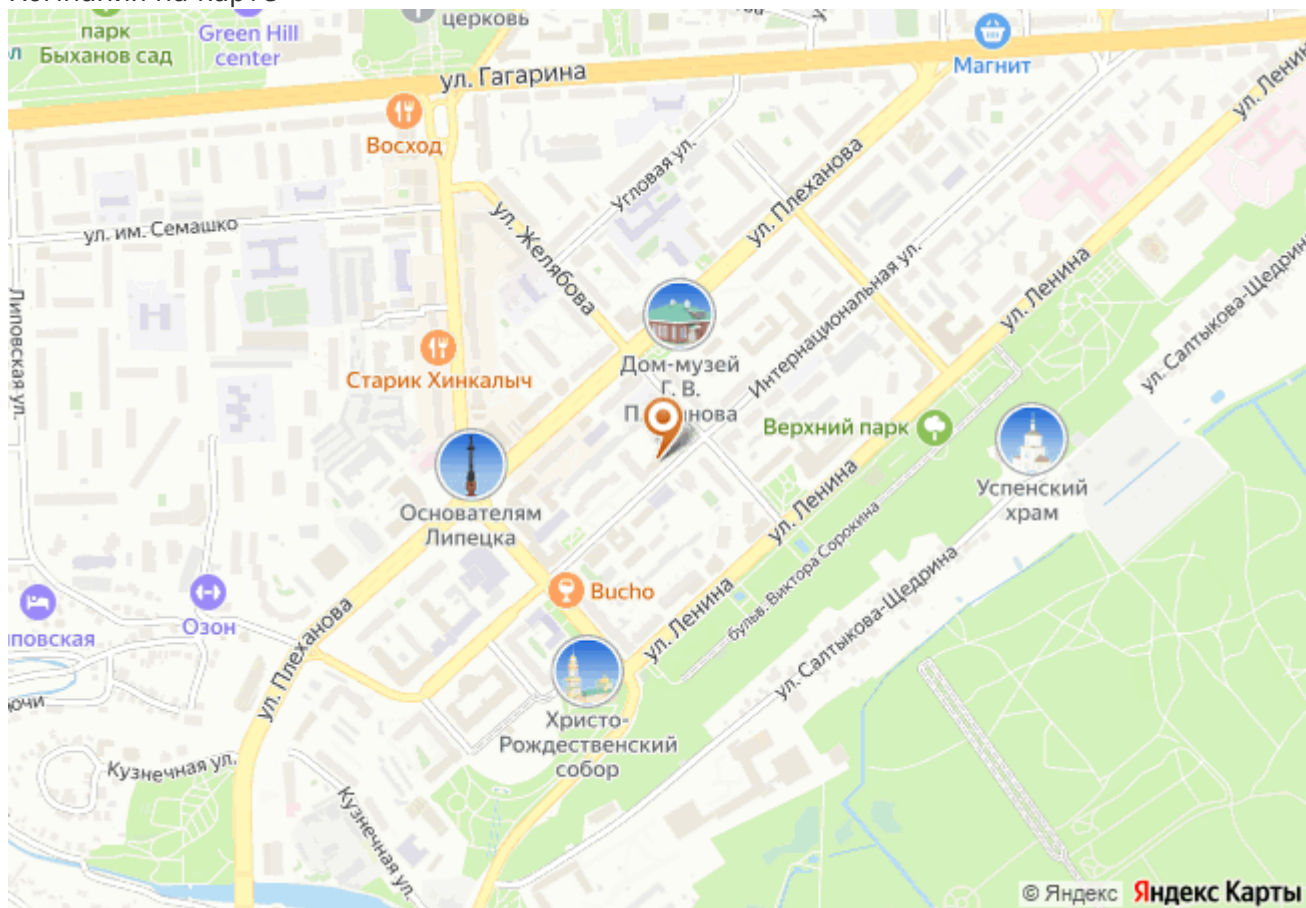 церковь
парк
Быханов сад
Green Hill
center
ул. Гагарина
Магнит
ул. Ленина
Восход
Угловая ул.
ул. Плеханова
ул. им. Семашко
ул. Желябова
Интернациональная ул.
ул. Ленина
ул. Салтыкова-Щедрина
Липовская ул.
Старик Хинкалыч
Дом-музей
Г. В.
Верхний парк
Успенский
храм
Основателям
Липецка
ул. Ленина
бульв. Виктора Сорокина
ул. Салтыкова-Щедрина
Bucho
Озон
ул. Ленина
ул. Плеханова
Христо-
Рождественский
собор
Кузнечная ул.
Кузнечная ул.
© Яндекс Яндекс Карты